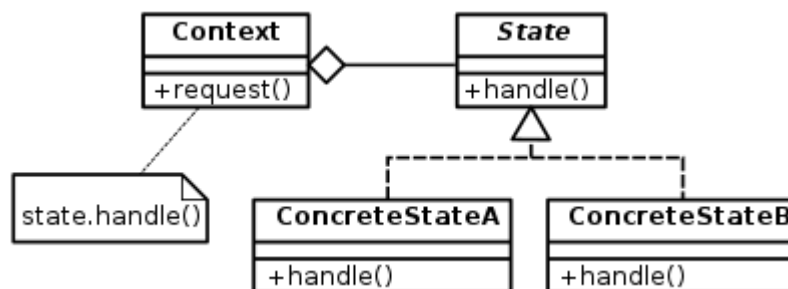 Context
+request()
State
+handle()
state.handle()
ConcreteStateA
+handle()
ConcreteStateB
+handle()